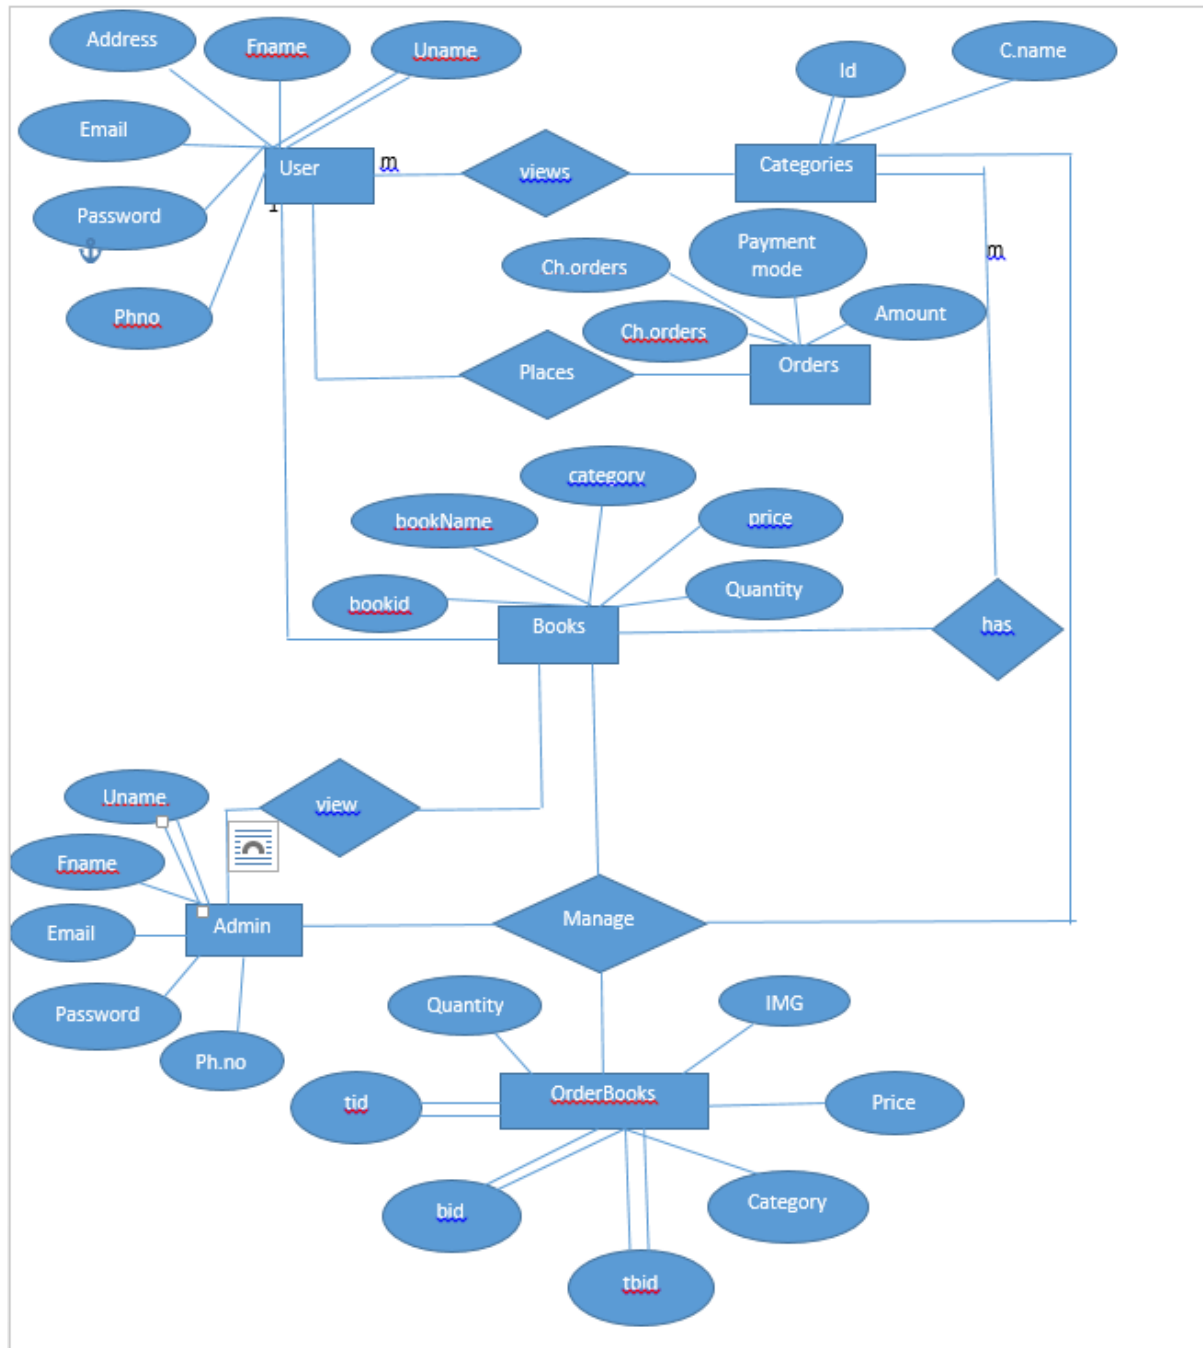 Address
Fname
Uname
Id
C.name
Email
User
m
views
Categories
Password
1
Phno
Ch.orders
Payment
mode
m
Ch.orders
Amount
Places
Orders
category
bookName
price
bookid
Quantity
Books
has
Uname
view
Fname
Email
Admin
Manage
Password
Ph.no
Quantity
IMG
tid
OrderBooks
Price
bid
Category
tbid